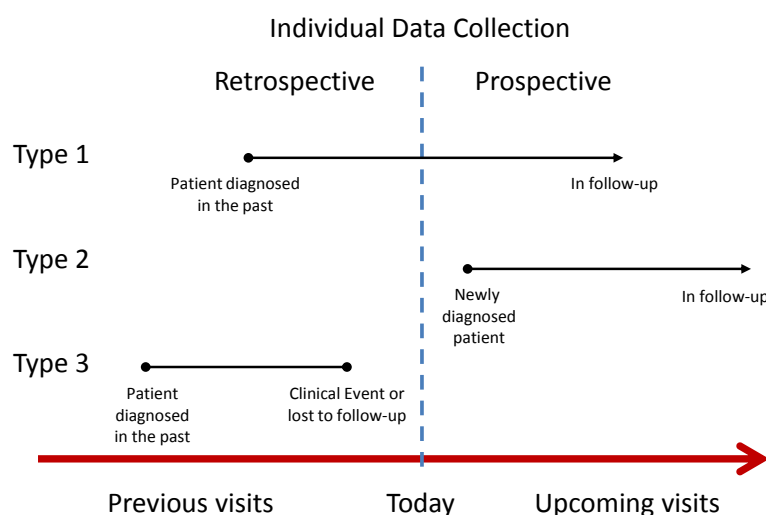 Individual Data Collection
Retrospective
Prospective
Type 1
Patient diagnosed
in the past
In follow-up
Type 2
Newly
diagnosed
patient
In follow-up
Type 3
Patient
diagnosed
in the past
Clinical Event or
lost to follow-up
Previous visits
Today
Upcoming visits